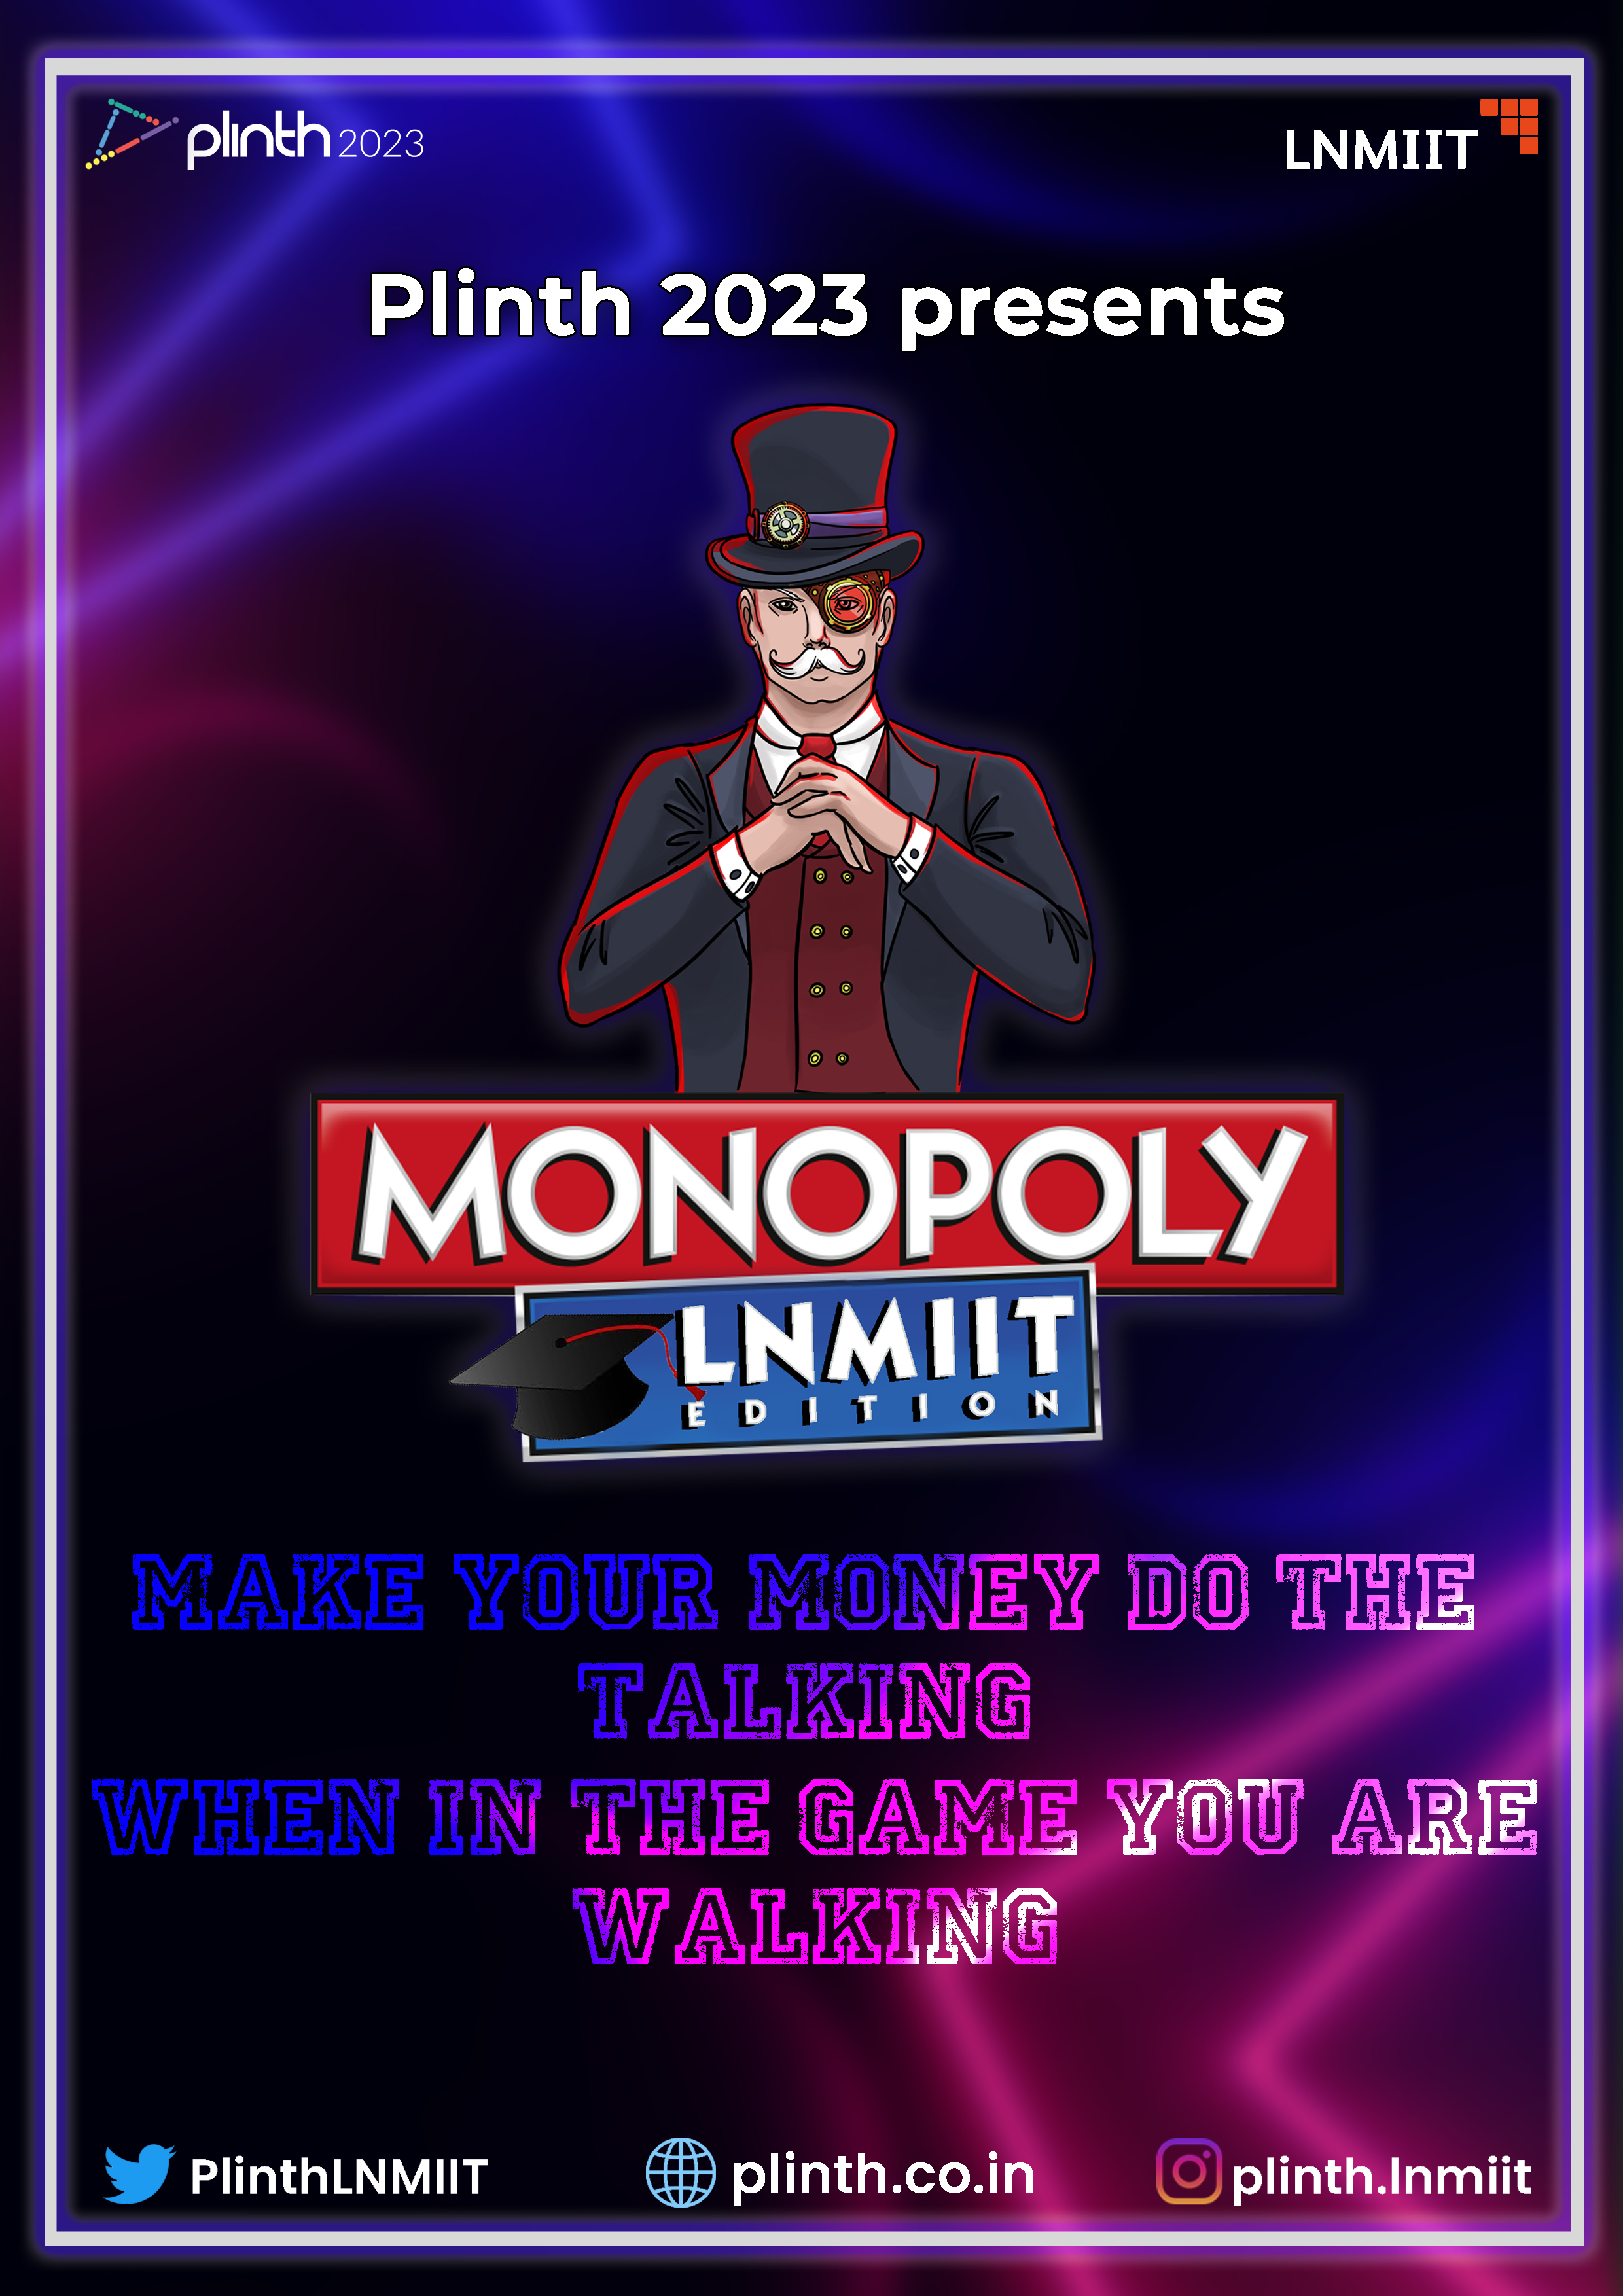 plinth 2023
LNMIIT
Plinth 2023 presents
MONOPOLY
LNMIIT
EDITION
MAKE YOUR MONEY DO THE
TALKING
WHEN IN THE GAME YOU ARE
WALKING
PlinthLNMIIT
plinth.co.in
plinth.lnmiit